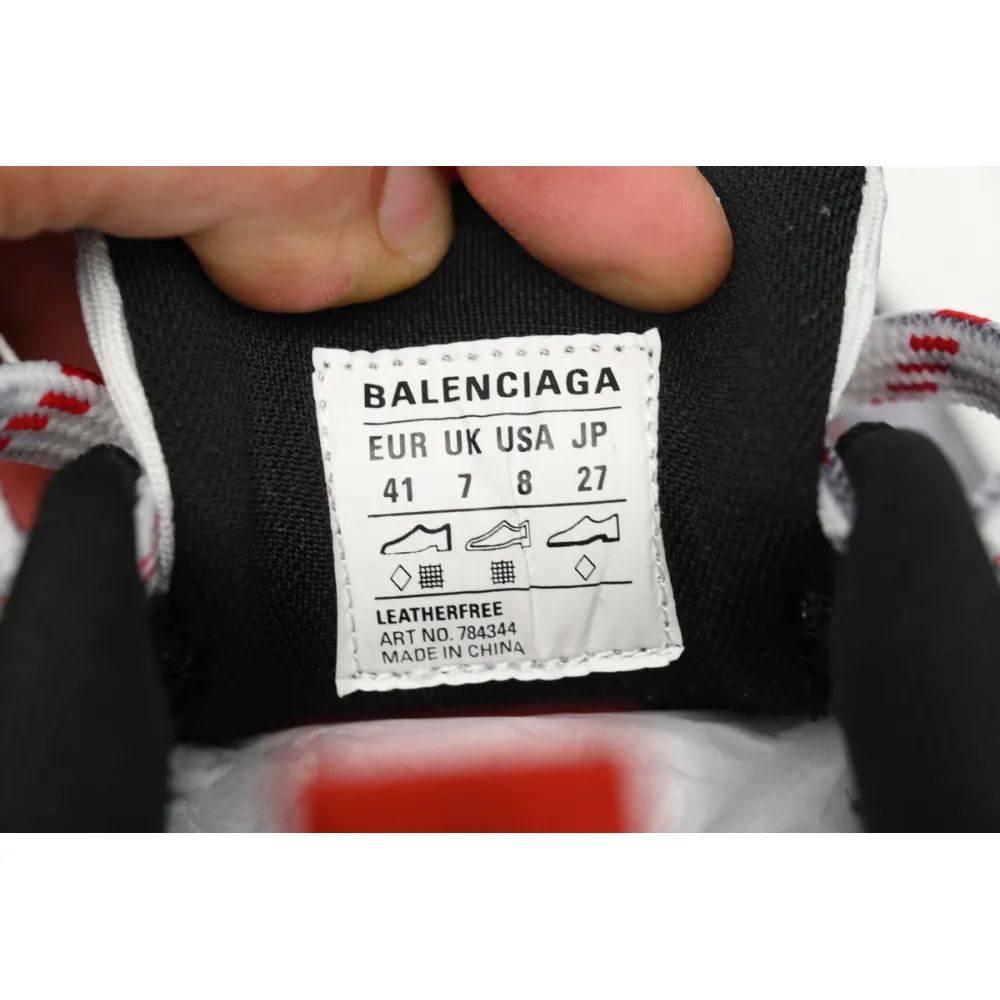 BALENCIAGA
EUR UK USA JP
41 7 8 27
LEATHERFREE
ART NO. 784344
MADE IN CHINA